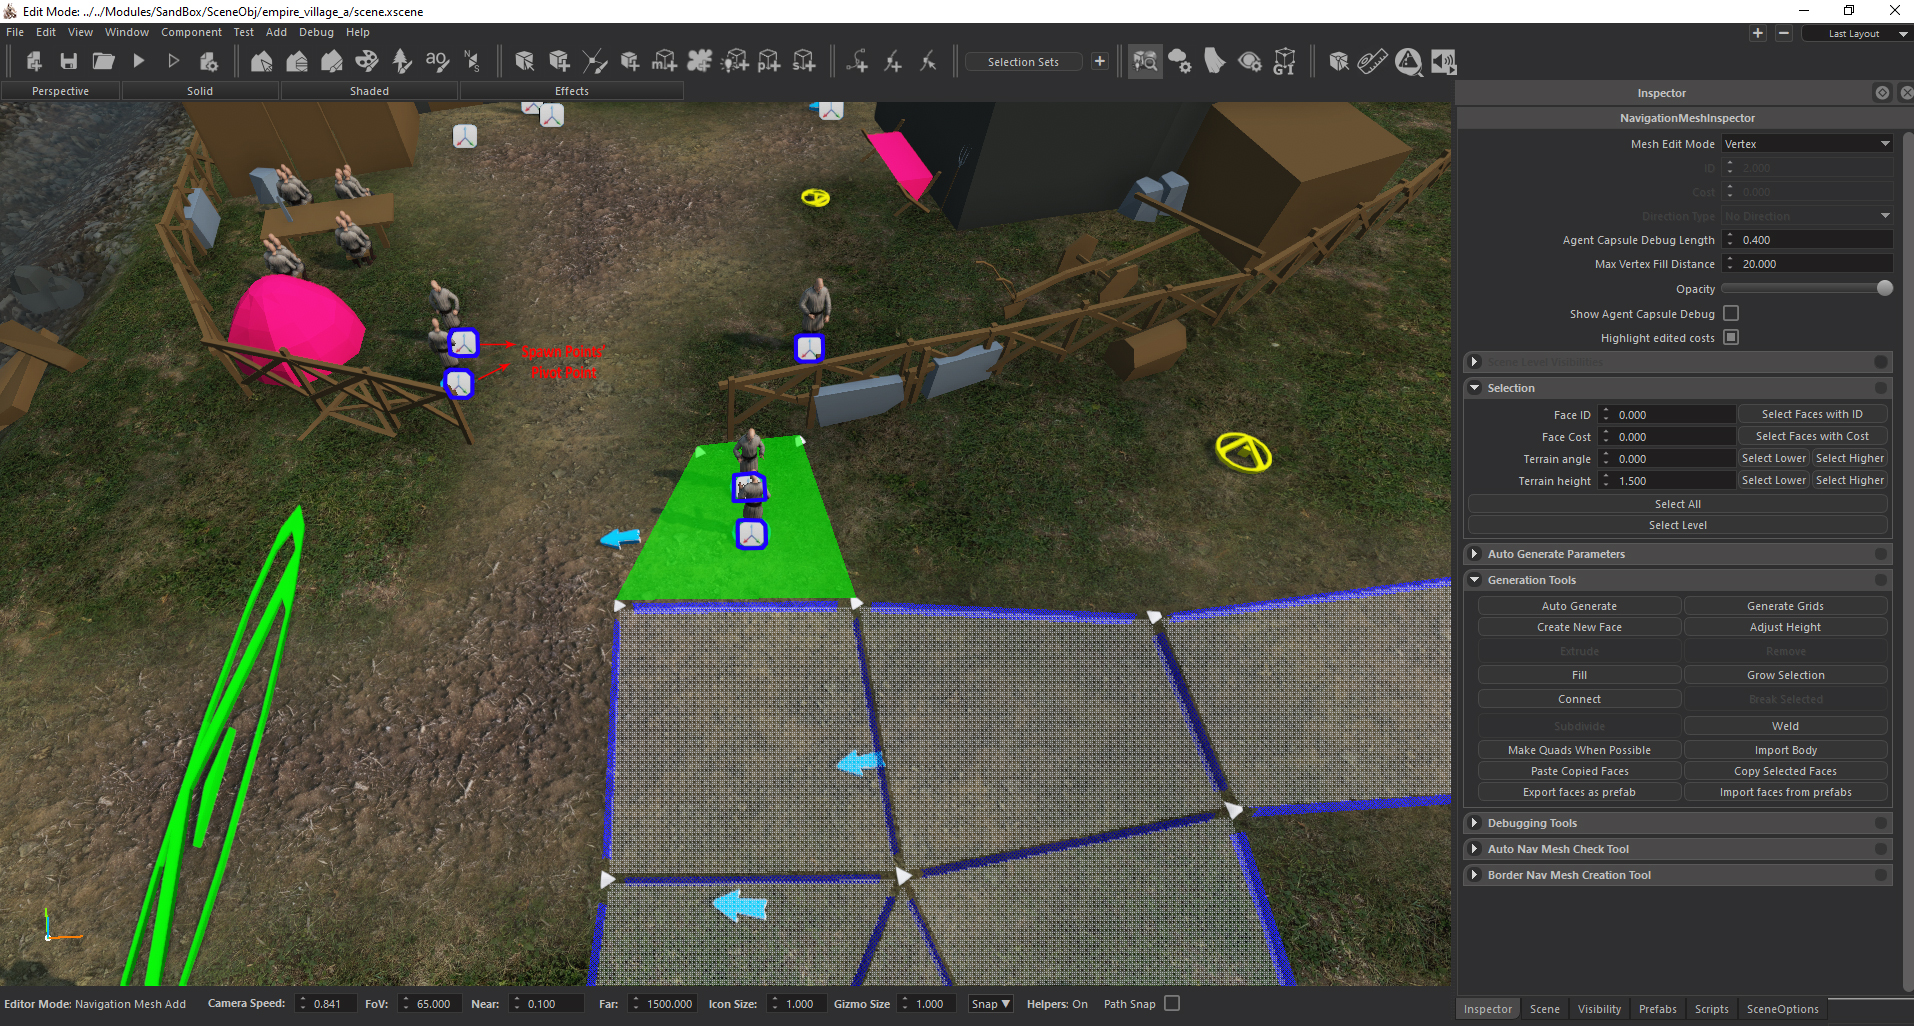 Edit Mode: ../../Modules/SandBox/SceneObj/empire_village_a/scene.xscene
File Edit View Window Component Test Add Debug Help
Last Layout
Selection Sets
Perspective Solid Shaded Effects
Inspector
NavigationMeshInspector
Mesh Edit Mode Vertex
ID 2.000
Cost 0.000
Direction Type No Direction
Agent Capsule Debug Length 0.400
Max Vertex Fill Distance 20.000
Opacity
Show Agent Capsule Debug
Highlight edited costs
Scene Level Visibilities
Selection
Face ID 0.000 Select Faces with ID
Face Cost 0.000 Select Faces with Cost
Terrain angle 0.000 Select Lower Select Higher
Terrain height 1.500 Select Lower Select Higher
Select All
Select Level
Auto Generate Parameters
Generation Tools
Auto Generate Generate Grids
Create New Face Adjust Height
Extrude Remove
Fill Grow Selection
Connect Break Selected
Subdivide Weld
Make Quads When Possible Import Body
Paste Copied Faces Copy Selected Faces
Export faces as prefab Import faces from prefabs
Debugging Tools
Auto Nav Mesh Check Tool
Border Nav Mesh Creation Tool
Spawn Points'
Pivot Point
Editor Mode: Navigation Mesh Add Camera Speed: 0.841 FoV: 65.000 Near: 0.100 Far: 1500.000 Icon Size: 1.000 Gizmo Size 1.000 Snap Helpers: On Path Snap
Inspector Scene Visibility Prefabs Scripts SceneOptions